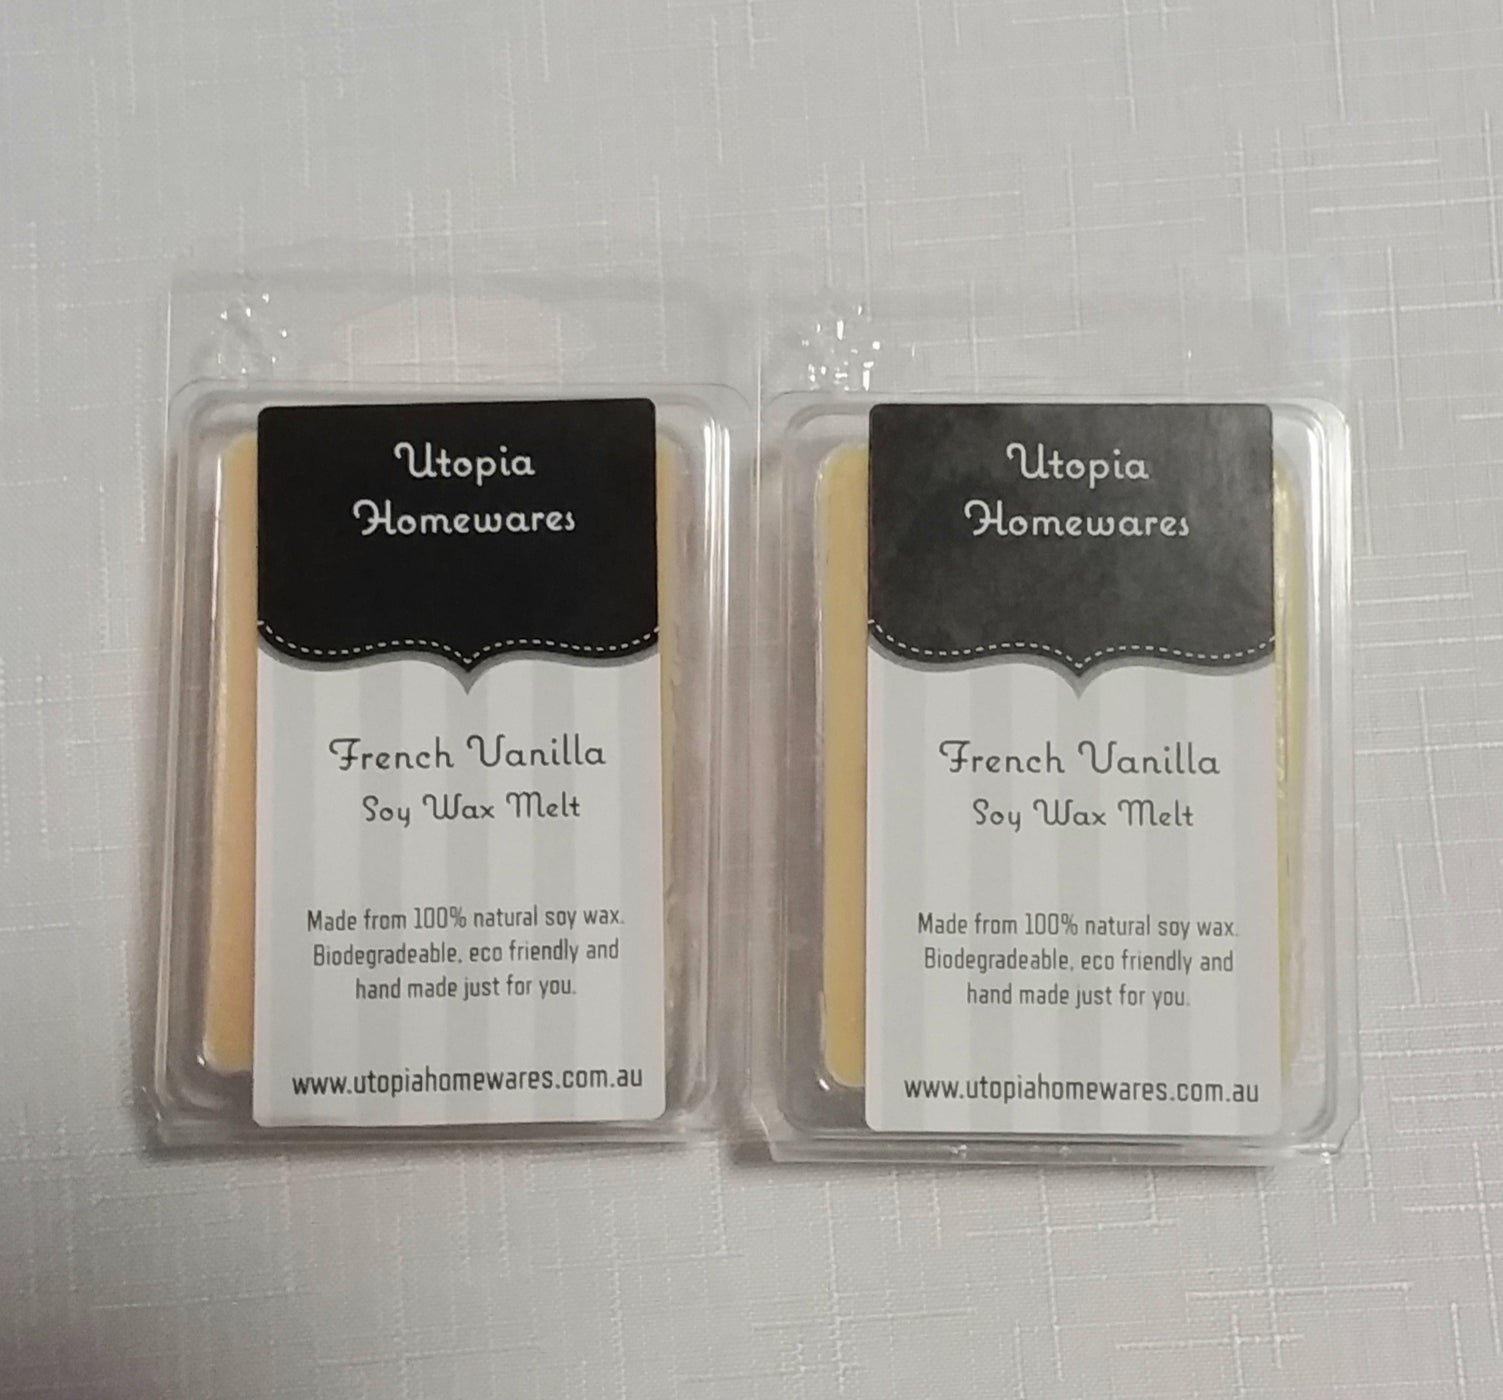 Utopia
Homewares
French Vanilla
Soy Wax Melt
Made from 100% natural soy wax.
Biodegradeable, eco friendly and
hand made just for you.
www.utopiahomewares.com.au
Utopia
Homewares
French Vanilla
Soy Wax Melt
Made from 100% natural soy wax.
Biodegradeable, eco friendly and
hand made just for you.
www.utopiahomewares.com.au